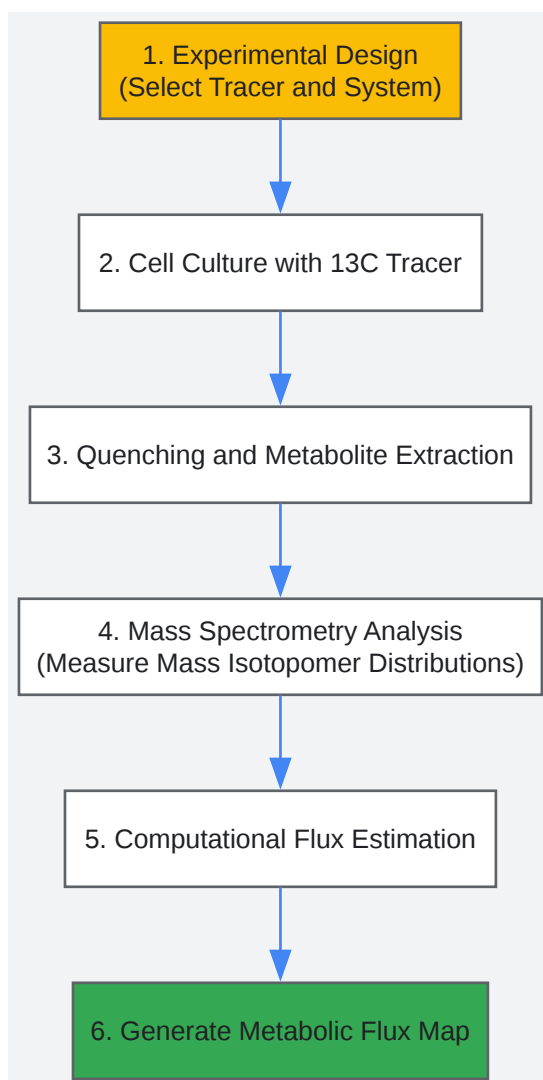 1. Experimental Design
(Select Tracer and System)
2. Cell Culture with 13C Tracer
3. Quenching and Metabolite Extraction
4. Mass Spectrometry Analysis
(Measure Mass Isotopomer Distributions)
5. Computational Flux Estimation
6. Generate Metabolic Flux Map